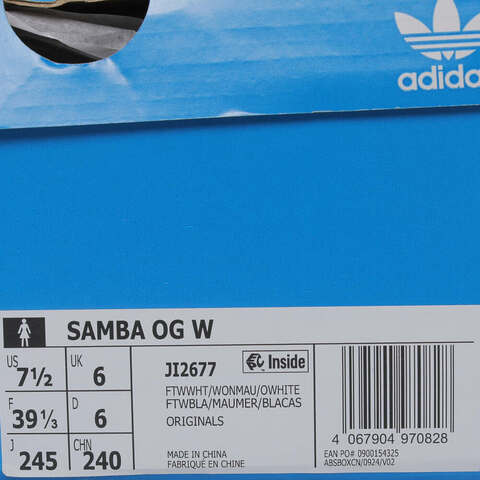 adidas
SAMBA OG W
US 7½ UK 6
F 39⅓ D 6
J 245 CHN 240
JI2677 Inside
FTWWHT/WONMAU/OWHITE
FTWBLA/MAUMER/BLACAS
ORIGINALS
MADE IN CHINA
FABRIQUÉ EN CHINE
4 067904 970828
EAN PO# 0900154325
ABSBOXCN/0924/V02